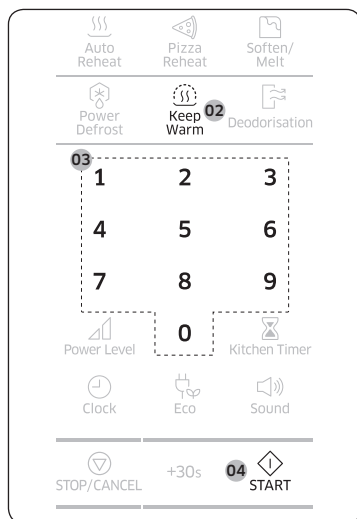 Auto Reheat
Pizza Reheat
Soften/ Melt
Power Defrost
Keep Warm
02
Deodorisation
03
1 2 3
4 5 6
7 8 9
Power Level
0
Kitchen Timer
Clock
Eco
Sound
STOP/CANCEL
+30s
04
START